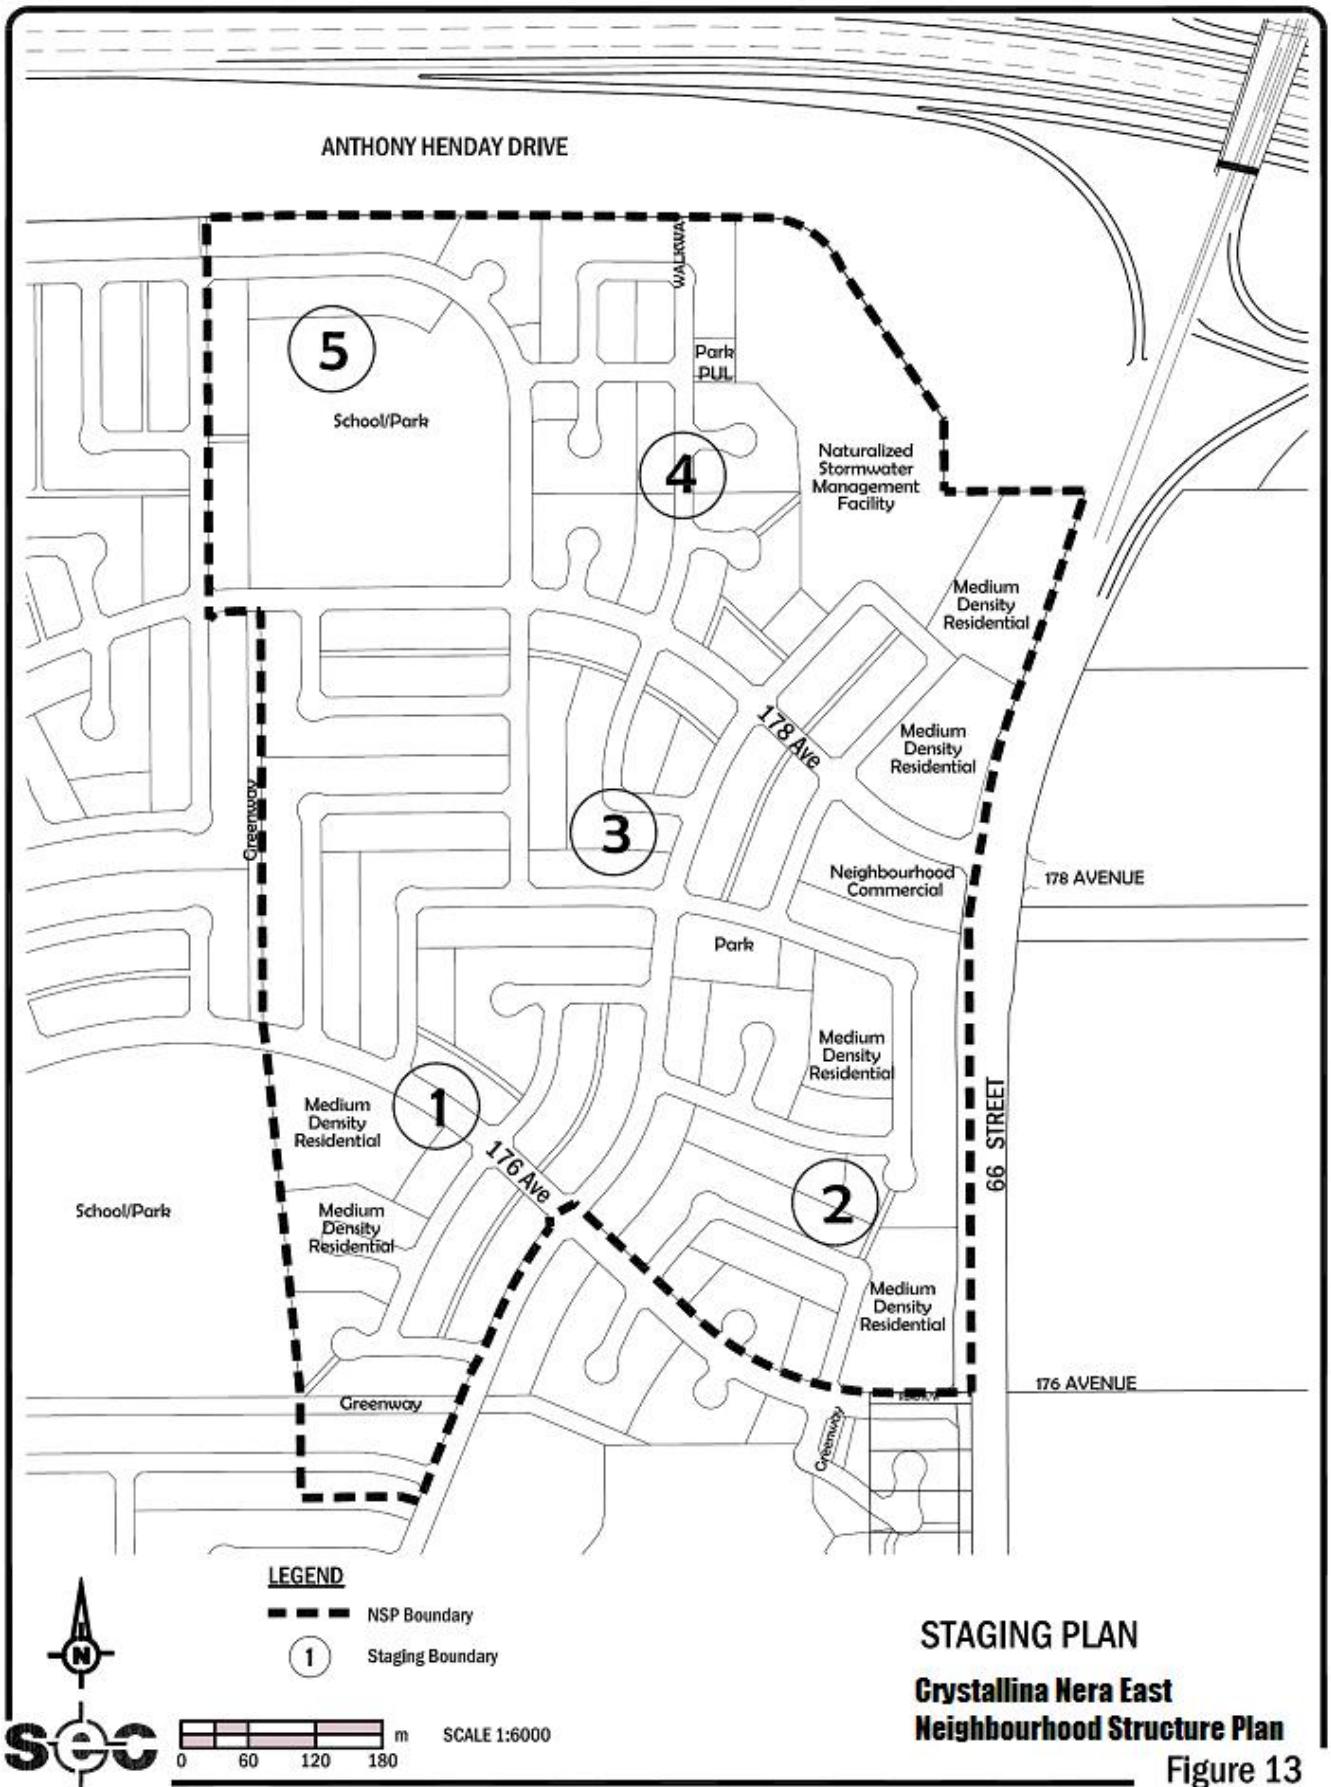 ANTHONY HENDAY DRIVE
WALKWA
5
School/Park
Park
PUL
4
Naturalized
Stormwater
Management
Facility
Medium
Density
Residential
178 Ave
Medium
Density
Residential
Greenway
3
Neighbourhood
Commercial
178 AVENUE
Park
Medium
Density
Residential
66 STREET
1
Medium
Density
Residential
176 Ave
2
School/Park
Medium
Density
Residential
Medium
Density
Residential
176 AVENUE
Greenway
Greenway
LEGEND
NSP Boundary
1
Staging Boundary
N
sec
0 60 120 180
m
SCALE 1:6000
STAGING PLAN
Crystallina Nera East
Neighbourhood Structure Plan
Figure 13